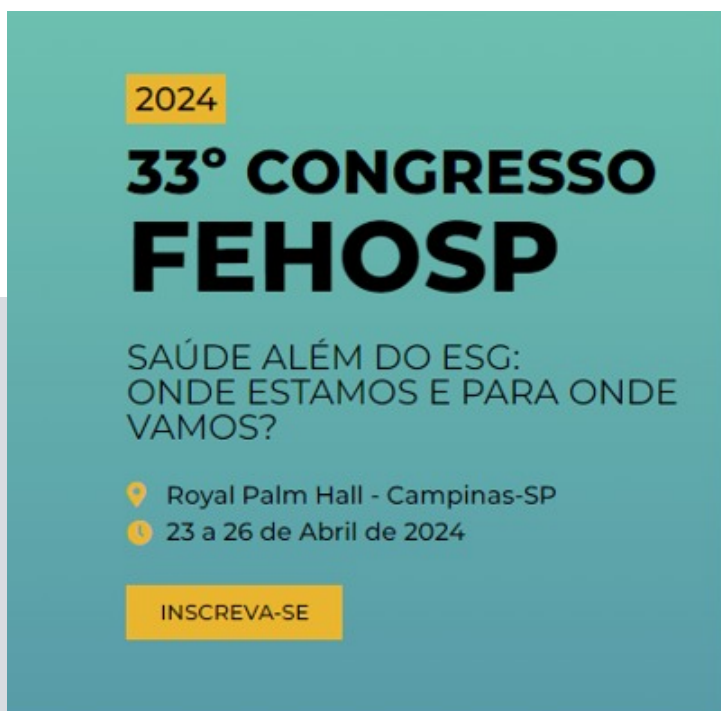 2024
33º CONGRESSO
FEHOSP
SAÚDE ALÉM DO ESG:
ONDE ESTAMOS E PARA ONDE
VAMOS?
Royal Palm Hall - Campinas-SP
23 a 26 de Abril de 2024
INSCREVA-SE